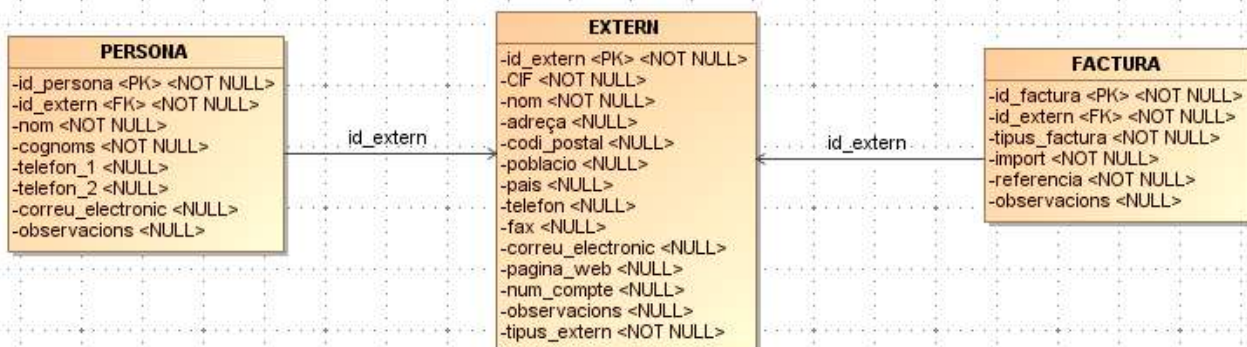 PERSONA
-id_persona <PK> <NOT NULL>
-id_extern <FK> <NOT NULL>
-nom <NOT NULL>
-cognoms <NOT NULL>
-telefon_1 <NULL>
-telefon_2 <NULL>
-correu_electronic <NULL>
-observacions <NULL>
id_extern
EXTERN
-id_extern <PK> <NOT NULL>
-CIF <NOT NULL>
-nom <NOT NULL>
-adreça <NULL>
-codi_postal <NULL>
-poblacio <NULL>
-pais <NULL>
-telefon <NULL>
-fax <NULL>
-correu_electronic <NULL>
-pagina_web <NULL>
-num_compte <NULL>
-observacions <NULL>
-tipus_extern <NOT NULL>
id_extern
FACTURA
-id_factura <PK> <NOT NULL>
-id_extern <FK> <NOT NULL>
-tipus_factura <NOT NULL>
-import <NOT NULL>
-referencia <NOT NULL>
-observacions <NULL>